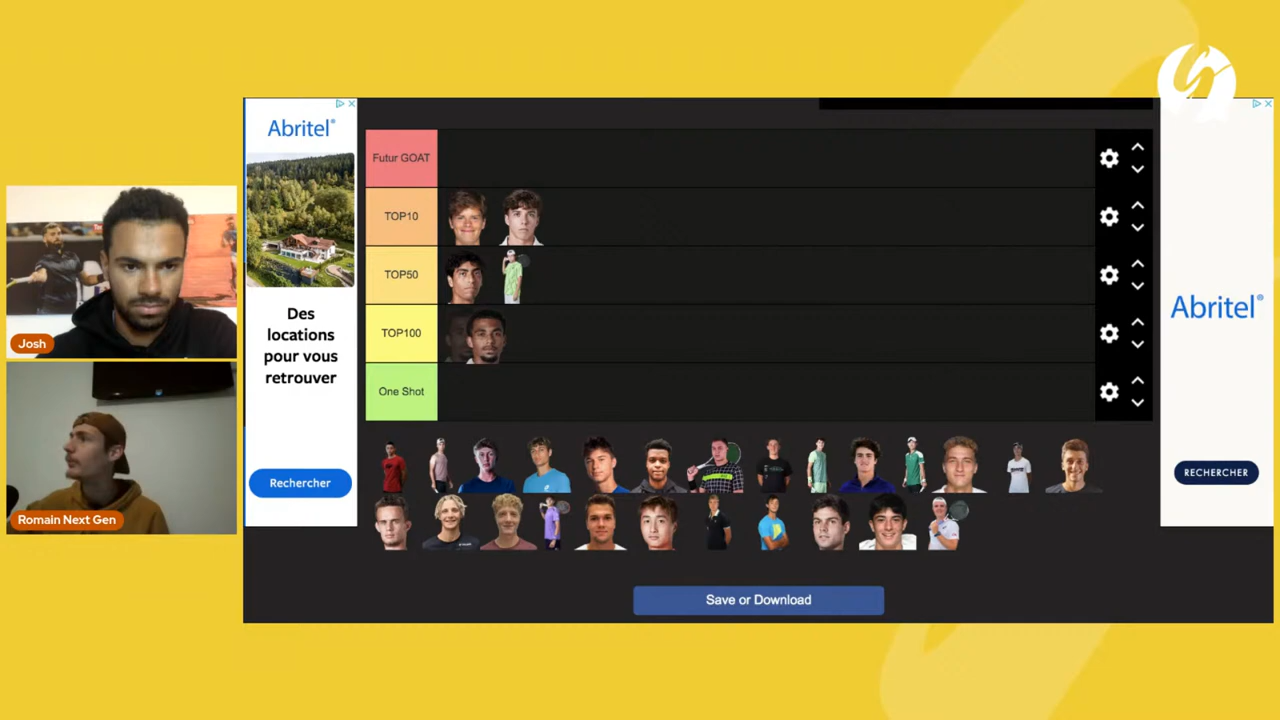 Abritel®
Des
locations
pour vous
retrouver
Rechercher
Futur GOAT
TOP10
TOP50
TOP100
One Shot
Save or Download
Abritel®
RECHERCHER
Josh
Romain Next Gen